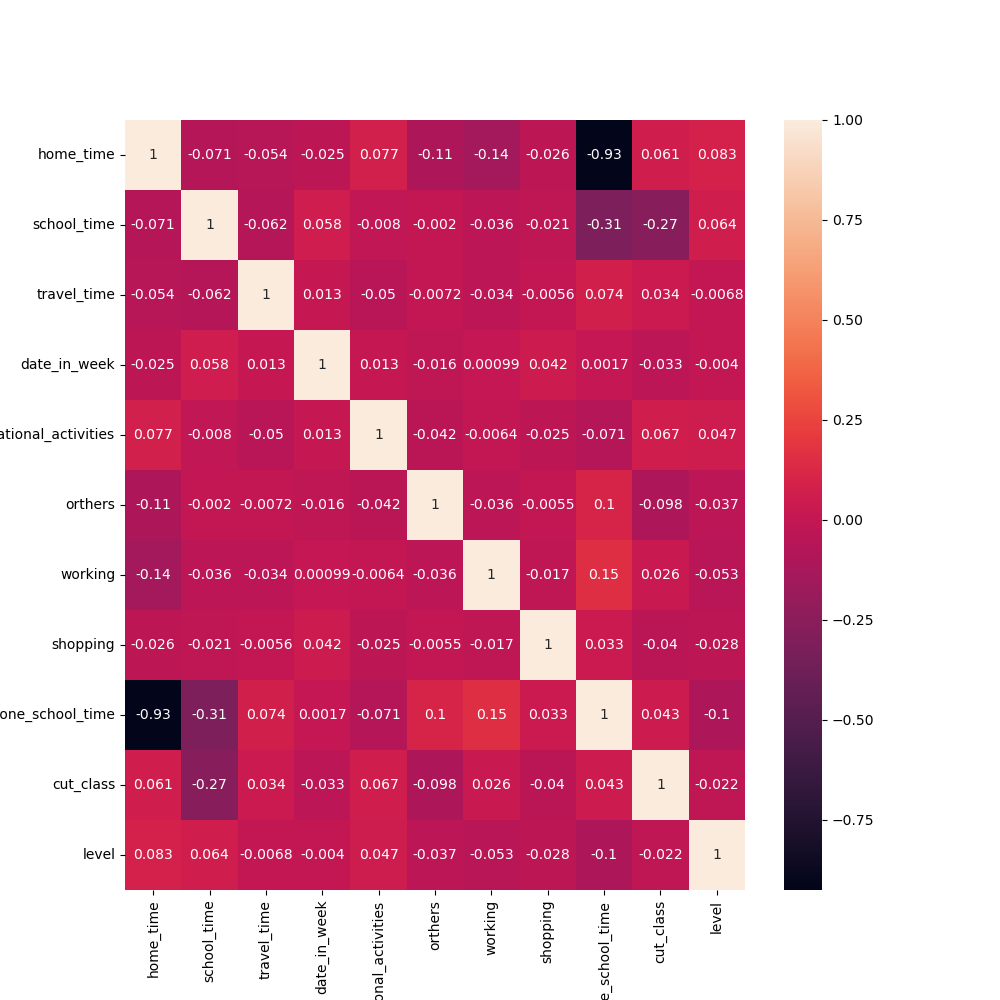 home_time 1 -0.071 -0.054 -0.025 0.077 -0.11 -0.14 -0.026 -0.93 0.061 0.083
school_time -0.071 1 -0.062 0.058 -0.008 -0.002 -0.036 -0.021 -0.31 -0.27 0.064
travel_time -0.054 -0.062 1 0.013 -0.05 -0.0072 -0.034 -0.0056 0.074 0.034 -0.0068
date_in_week -0.025 0.058 0.013 1 0.013 -0.016 0.00099 0.042 0.0017 -0.033 -0.004
ational_activities 0.077 -0.008 -0.05 0.013 1 -0.042 -0.0064 -0.025 -0.071 0.067 0.047
orthers -0.11 -0.002 -0.0072 -0.016 -0.042 1 -0.036 -0.0055 0.1 -0.098 -0.037
working -0.14 -0.036 -0.034 0.00099 -0.0064 -0.036 1 -0.017 0.15 0.026 -0.053
shopping -0.026 -0.021 -0.0056 0.042 -0.025 -0.0055 -0.017 1 0.033 -0.04 -0.028
one_school_time -0.93 -0.31 0.074 0.0017 -0.071 0.1 0.15 0.033 1 0.043 -0.1
cut_class 0.061 -0.27 0.034 -0.033 0.067 -0.098 0.026 -0.04 0.043 1 -0.022
level 0.083 0.064 -0.0068 -0.004 0.047 -0.037 -0.053 -0.028 -0.1 -0.022 1
home_time
school_time
travel_time
date_in_week
onal_activities
orthers
working
shopping
e_school_time
cut_class
level
1.00
0.75
0.50
0.25
0.00
−0.25
−0.50
−0.75